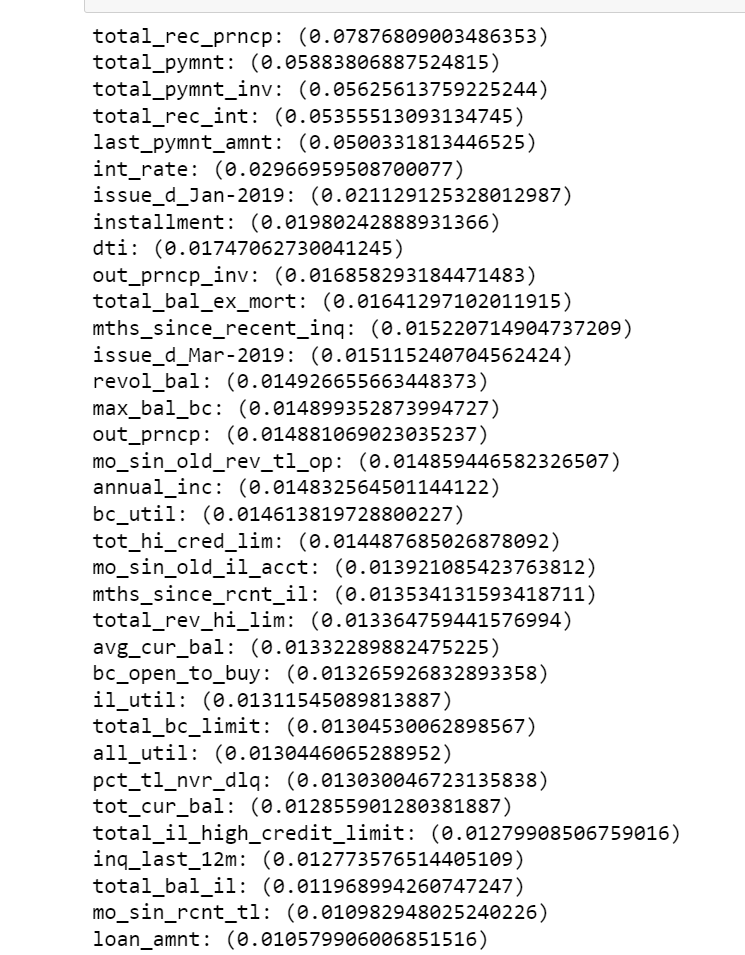 total_rec_prncp: (0.07876809003486353)
total_pymnt: (0.05883806887524815)
total_pymnt_inv: (0.05625613759225244)
total_rec_int: (0.05355513093134745)
last_pymnt_amnt: (0.0500331813446525)
int_rate: (0.02966959508700077)
issue_d_Jan-2019: (0.021129125328012987)
installment: (0.01980242888931366)
dti: (0.01747062730041245)
out_prncp_inv: (0.016858293184471483)
total_bal_ex_mort: (0.01641297102011915)
mths_since_recent_inq: (0.015220714904737209)
issue_d_Mar-2019: (0.015115240704562424)
revol_bal: (0.014926655663448373)
max_bal_bc: (0.014899352873994727)
out_prncp: (0.014881069023035237)
mo_sin_old_rev_tl_op: (0.014859446582326507)
annual_inc: (0.014832564501144122)
bc_util: (0.014613819728800227)
tot_hi_cred_lim: (0.014487685026878092)
mo_sin_old_il_acct: (0.013921085423763812)
mths_since_rcnt_il: (0.013534131593418711)
total_rev_hi_lim: (0.013364759441576994)
avg_cur_bal: (0.01332289882475225)
bc_open_to_buy: (0.013265926832893358)
il_util: (0.01311545089813887)
total_bc_limit: (0.01304530062898567)
all_util: (0.0130446065288952)
pct_tl_nvr_dlq: (0.013030046723135838)
tot_cur_bal: (0.012855901280381887)
total_il_high_credit_limit: (0.01279908506759016)
inq_last_12m: (0.012773576514405109)
total_bal_il: (0.011968994260747247)
mo_sin_rcnt_tl: (0.010982948025240226)
loan_amnt: (0.010579906006851516)